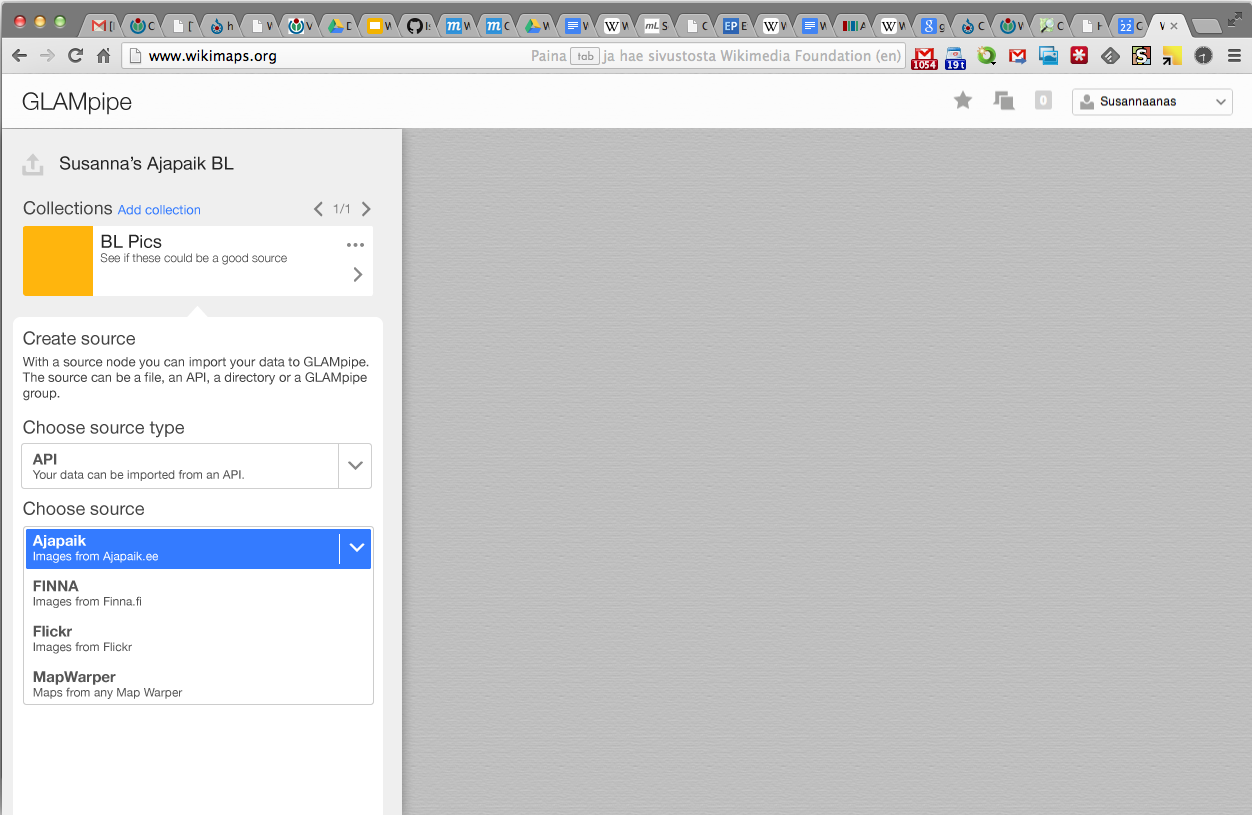 www.wikimaps.org
Paina tab ja hae sivustosta Wikimedia Foundation (en)
1054
19t
GLAMpipe
0
Susannaanas
Susanna’s Ajapaik BL
Collections Add collection
1/1
BL Pics
See if these could be a good source
Create source
With a source node you can import your data to GLAMpipe.
The source can be a file, an API, a directory or a GLAMpipe
group.
Choose source type
API
Your data can be imported from an API.
Choose source
Ajapaik
Images from Ajapaik.ee
FINNA
Images from Finna.fi
Flickr
Images from Flickr
MapWarper
Maps from any Map Warper